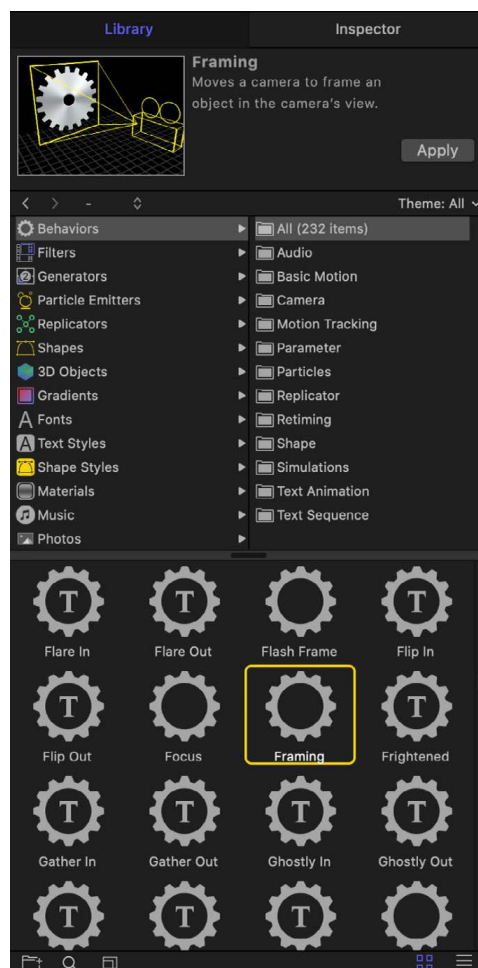 Library
Inspector
Framing
Moves a camera to frame an
object in the camera's view.
Apply
-
Theme: All
Behaviors
Filters
Generators
Particle Emitters
Replicators
Shapes
3D Objects
Gradients
Fonts
Text Styles
Shape Styles
Materials
Music
Photos
All (232 items)
Audio
Basic Motion
Camera
Motion Tracking
Parameter
Particles
Replicator
Retiming
Shape
Simulations
Text Animation
Text Sequence
T T T
Flare In Flare Out Flash Frame Flip In
T T
Flip Out Focus Framing Frightened
T T T T
Gather In Gather Out Ghostly In Ghostly Out
T T T